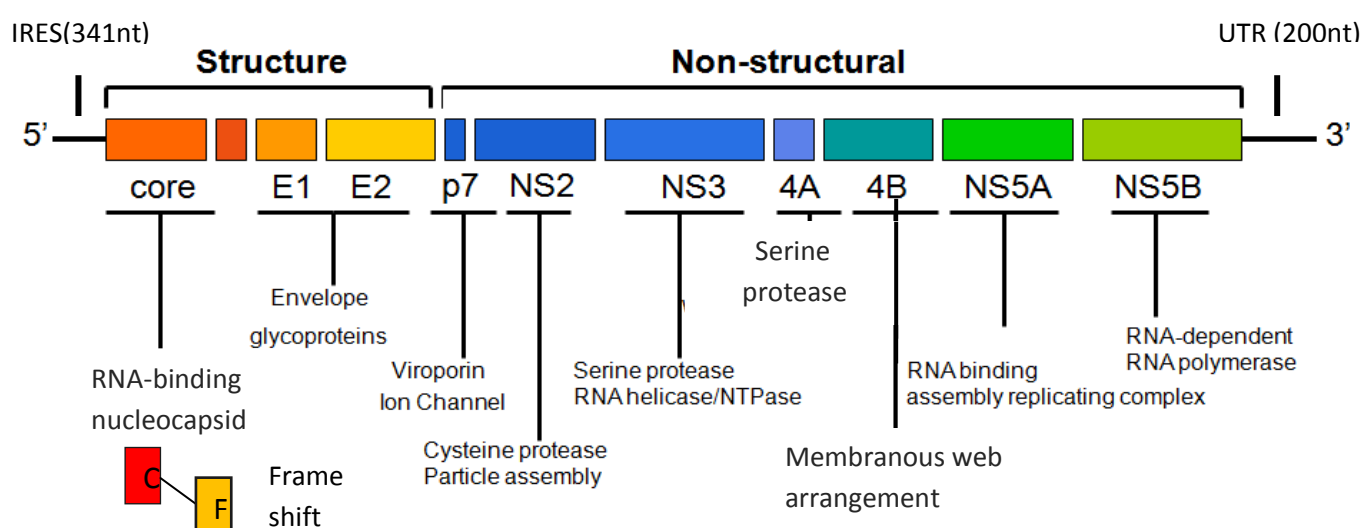 IRES(341nt)
UTR (200nt)
Structure
Non-structural
5’
3’
core
E1
E2
p7
NS2
NS3
4A
4B
NS5A
NS5B
Serine
protease
Envelope
glycoproteins
RNA-binding
nucleocapsid
Viroporin
Ion Channel
Cysteine protease
Particle assembly
Serine protease
RNA helicase/NTPase
RNA binding
assembly replicating complex
RNA-dependent
RNA polymerase
Membranous web
arrangement
C
F
Frame
shift